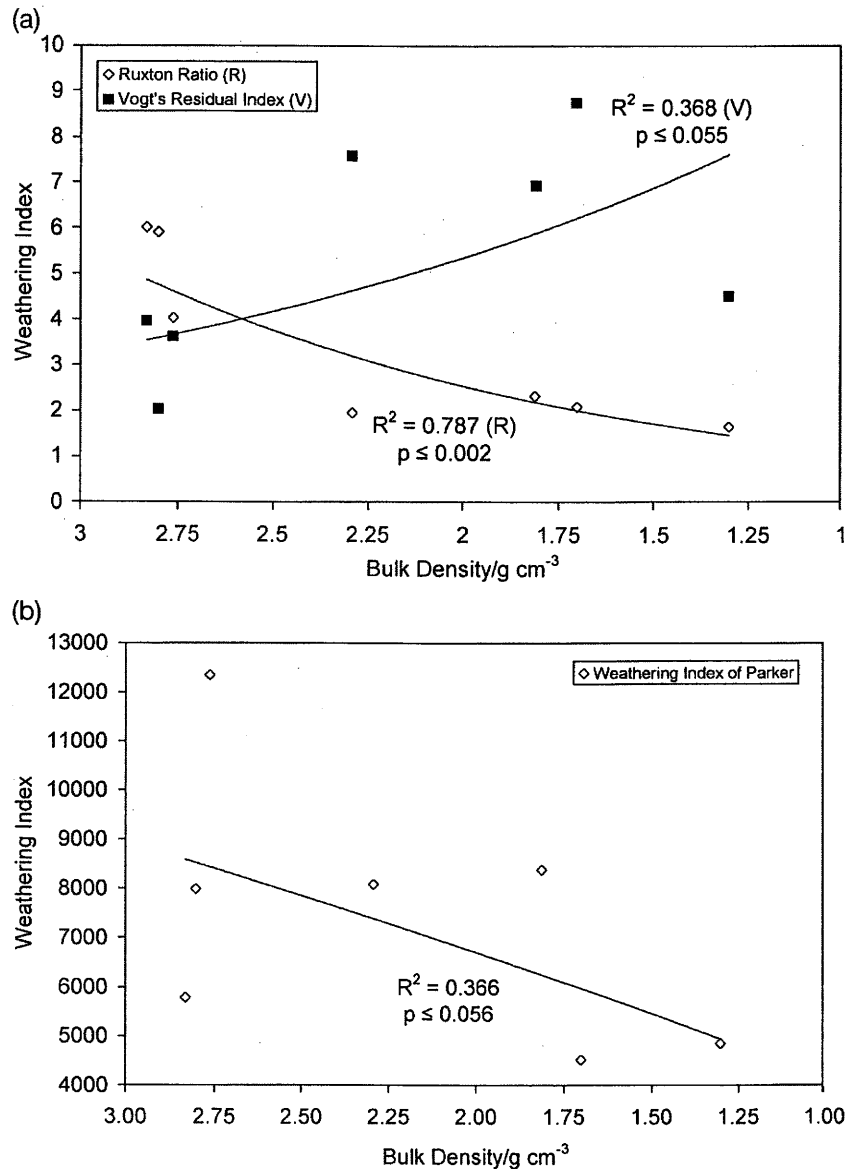 (a)
10
9
8
7
6
5
4
3
2
1
0
Weathering Index
Ruxton Ratio (R)
Vogt's Residual Index (V)
R² = 0.368 (V)
p ≤ 0.055
R² = 0.787 (R)
p ≤ 0.002
3 2.75 2.5 2.25 2 1.75 1.5 1.25 1
Bulk Density/g cm⁻³
(b)
13000
12000
11000
10000
9000
8000
7000
6000
5000
4000
Weathering Index
Weathering Index of Parker
R² = 0.366
p ≤ 0.056
3.00 2.75 2.50 2.25 2.00 1.75 1.50 1.25 1.00
Bulk Density/g cm⁻³